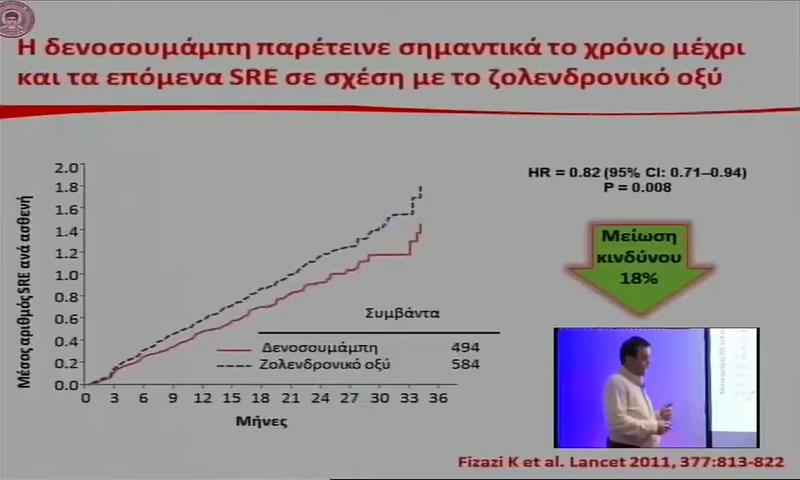 Η δενοσουμάμπη παρέτεινε σημαντικά το χρόνο μέχρι
και τα επόμενα SRE σε σχέση με το ζολενδρονικό οξύ
HR = 0.82 (95% CI: 0.71–0.94)
P = 0.008
Μείωση
κινδύνου
18%
Μέσος αριθμός SRE ανά ασθενή
2.0
1.8
1.6
1.4
1.2
1.0
0.8
0.6
0.4
0.2
0.0
Συμβάντα
Δενοσουμάμπη 494
Ζολενδρονικό οξύ 584
0 3 6 9 12 15 18 21 24 27 30 33 36
Μήνες
Fizazi K et al. Lancet 2011, 377:813-822